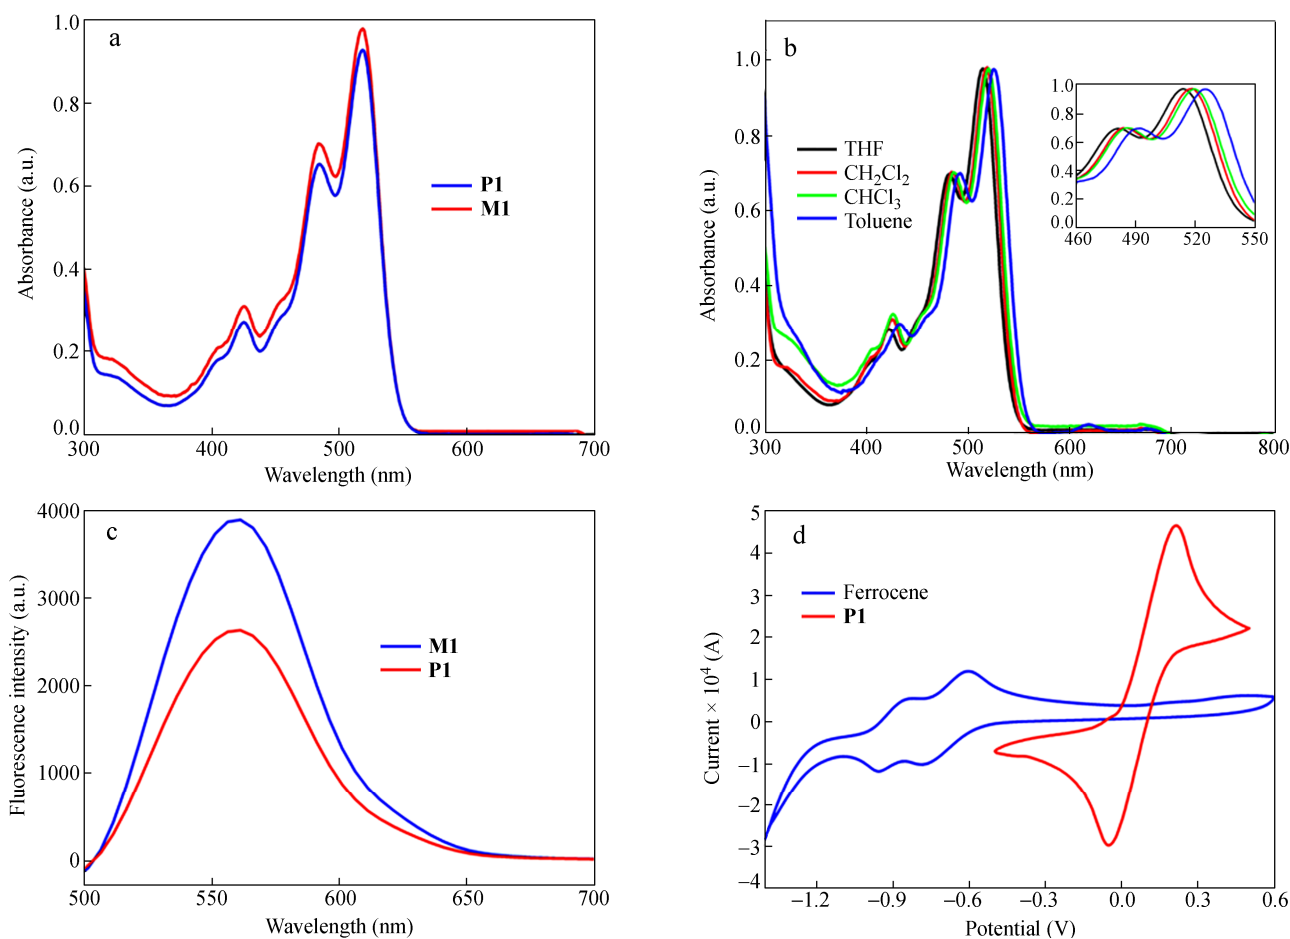 a
Absorbance (a.u.)
1.0
0.8
0.6
0.4
0.2
0.0
P1
M1
300 400 500 600 700
Wavelength (nm)
b
Absorbance (a.u.)
1.0
0.8
0.6
0.4
0.2
0.0
THF
CH₂Cl₂
CHCl₃
Toluene
1.0
0.8
0.6
0.4
0.2
0.0
460 490 520 550
300 400 500 600 700 800
Wavelength (nm)
c
Fluorescence intensity (a.u.)
4000
3000
2000
1000
0
M1
P1
500 550 600 650 700
Wavelength (nm)
d
Current × 10⁴ (A)
5
4
3
2
1
0
−1
−2
−3
−4
Ferrocene
P1
−1.2 −0.9 −0.6 −0.3 0.0 0.3 0.6
Potential (V)